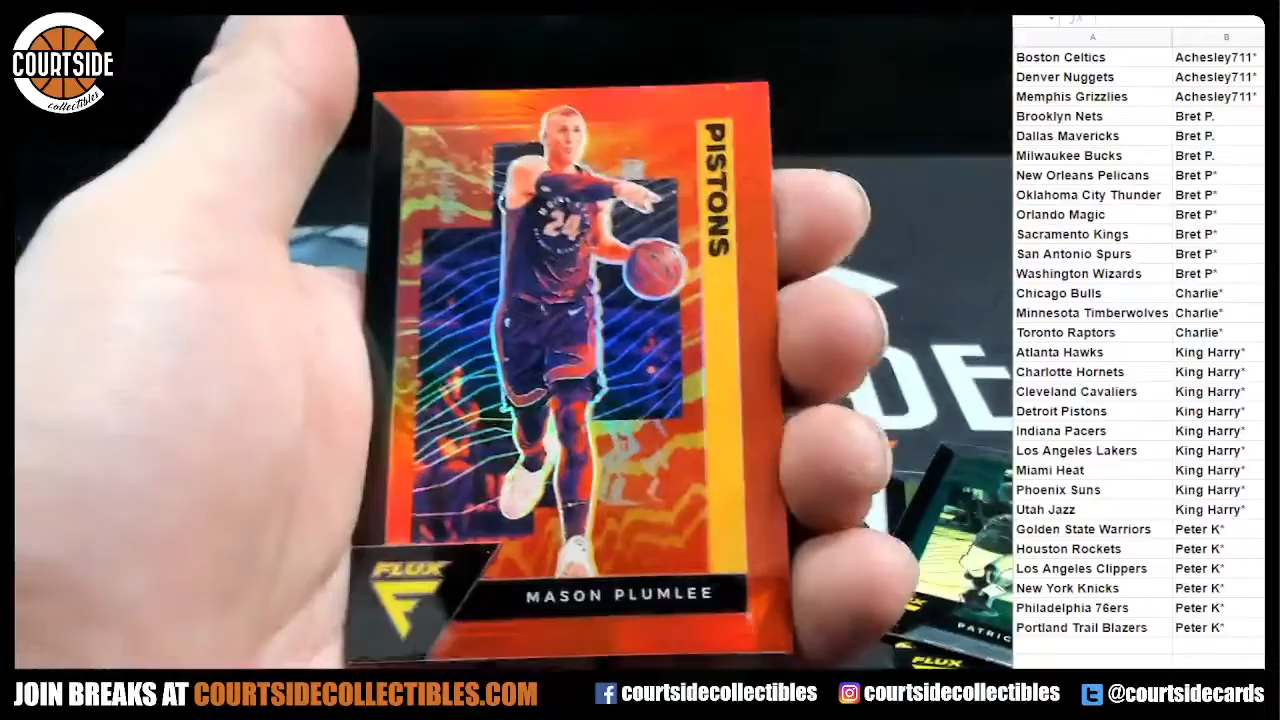 COURTSIDE
collectibles
PISTONS
24
FLUX
MASON PLUMLEE
DE
PATRIC
FLUX
A B
Boston Celtics Achesley711*
Denver Nuggets Achesley711*
Memphis Grizzlies Achesley711*
Brooklyn Nets Bret P.
Dallas Mavericks Bret P.
Milwaukee Bucks Bret P.
New Orleans Pelicans Bret P*
Oklahoma City Thunder Bret P*
Orlando Magic Bret P*
Sacramento Kings Bret P*
San Antonio Spurs Bret P*
Washington Wizards Bret P*
Chicago Bulls Charlie*
Minnesota Timberwolves Charlie*
Toronto Raptors Charlie*
Atlanta Hawks King Harry*
Charlotte Hornets King Harry*
Cleveland Cavaliers King Harry*
Detroit Pistons King Harry*
Indiana Pacers King Harry*
Los Angeles Lakers King Harry*
Miami Heat King Harry*
Phoenix Suns King Harry*
Utah Jazz King Harry*
Golden State Warriors Peter K*
Houston Rockets Peter K*
Los Angeles Clippers Peter K*
New York Knicks Peter K*
Philadelphia 76ers Peter K*
Portland Trail Blazers Peter K*
JOIN BREAKS AT COURTSIDECOLLECTIBLES.COM
courtsidecollectibles courtsidecollectibles @courtsidecards